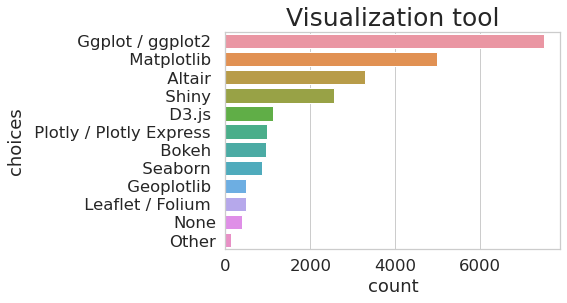 Visualization tool
choices
Ggplot / ggplot2
Matplotlib
Altair
Shiny
D3.js
Plotly / Plotly Express
Bokeh
Seaborn
Geoplotlib
Leaflet / Folium
None
Other
0 2000 4000 6000
count